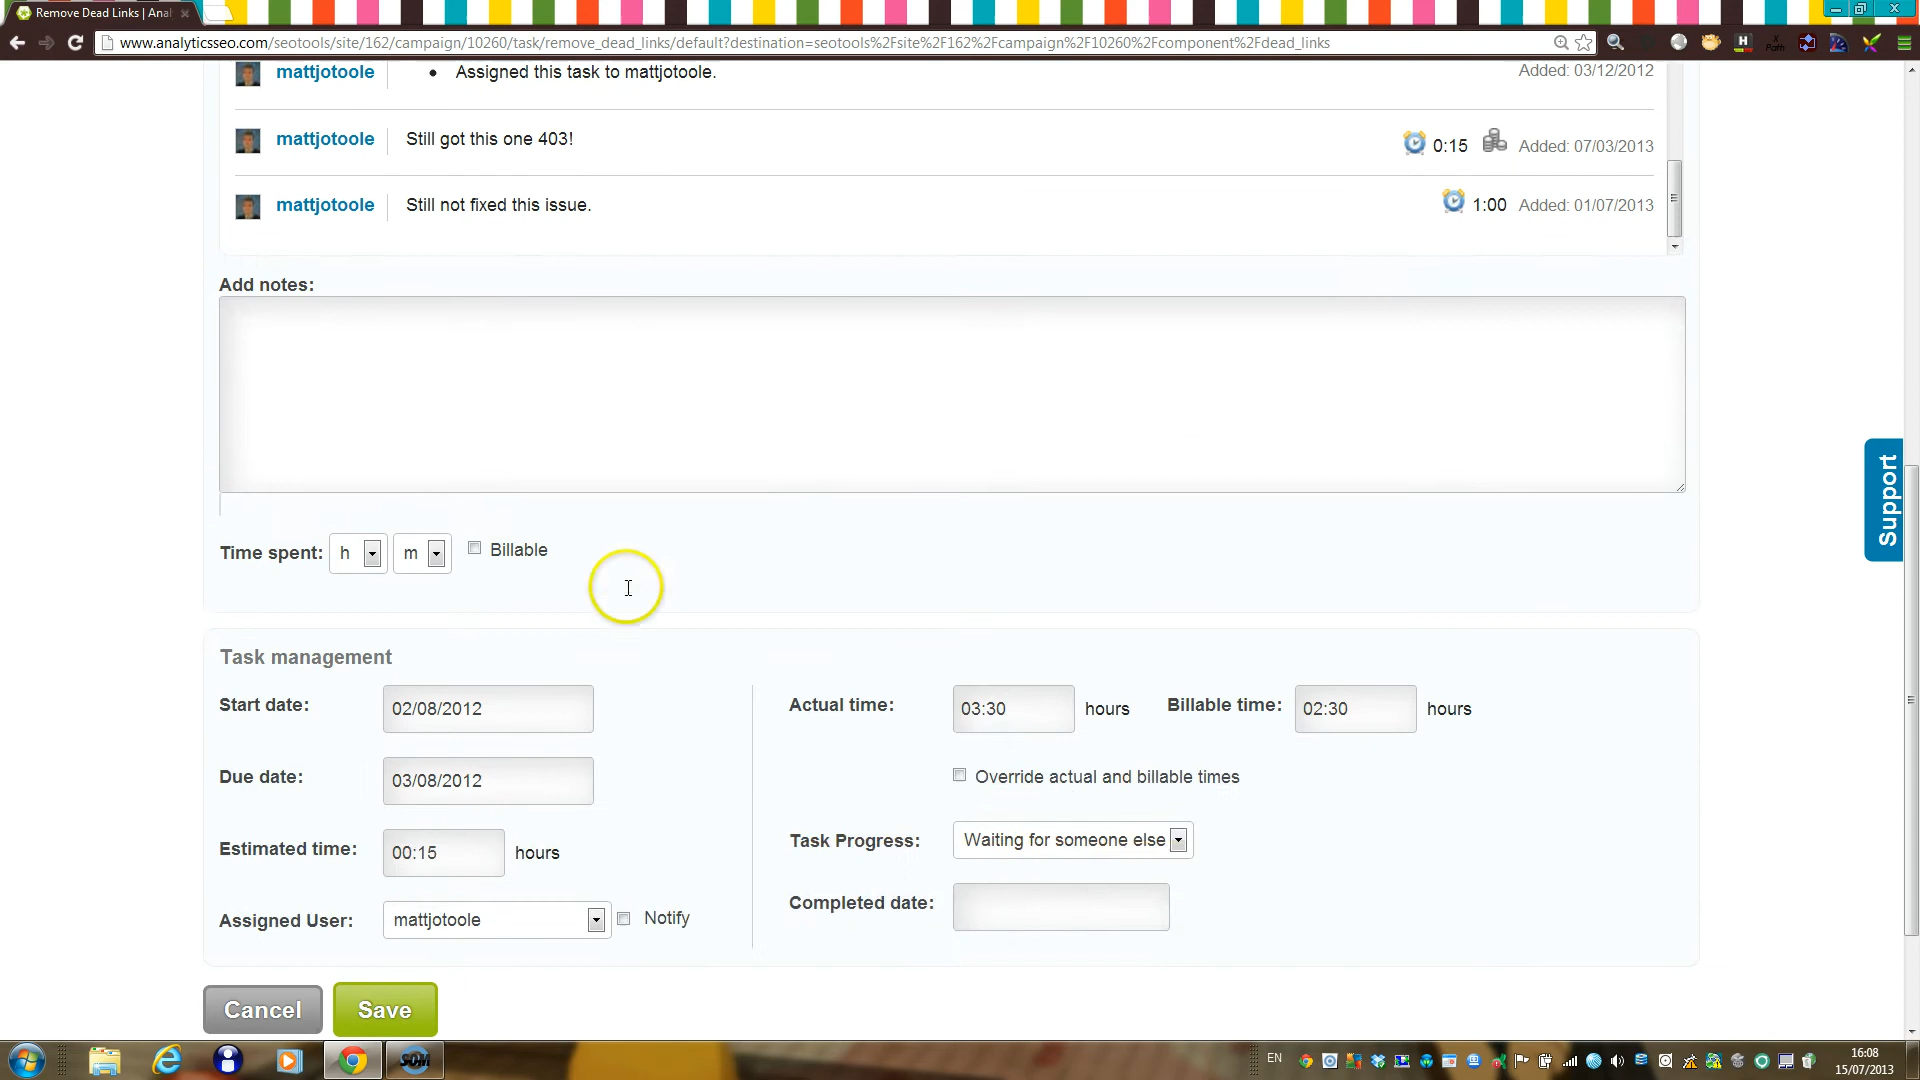 Remove Dead Links | Anal
www.analyticsseo.com/seotools/site/162/campaign/10260/task/remove_dead_links/default?destination=seotools%2Fsite%2F162%2Fcampaign%2F10260%2Fcomponent%2Fdead_links
mattjotoole • Assigned this task to mattjotoole. Added: 03/12/2012
mattjotoole Still got this one 403! 0:15 Added: 07/03/2013
mattjotoole Still not fixed this issue. 1:00 Added: 01/07/2013
Add notes:
Support
Time spent: h m Billable
Task management
Start date: 02/08/2012 Actual time: 03:30 hours Billable time: 02:30 hours
Due date: 03/08/2012 Override actual and billable times
Estimated time: 00:15 hours Task Progress: Waiting for someone else
Assigned User: mattjotoole Notify Completed date:
Cancel Save
SOM EN 16:08
15/07/2013